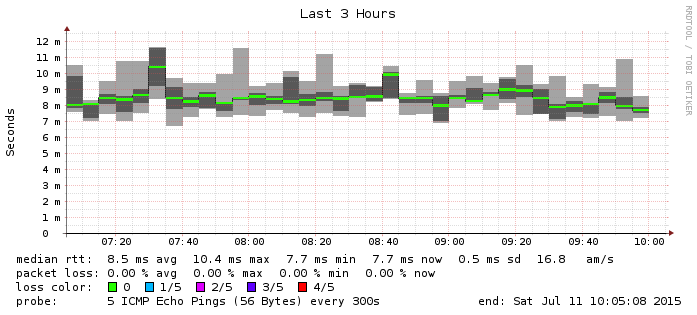 Last 3 Hours
RRDTOOL / TOBI OETIKER
Seconds
12 m
11 m
10 m
9 m
8 m
7 m
6 m
5 m
4 m
3 m
2 m
1 m
0
07:20 07:40 08:00 08:20 08:40 09:00 09:20 09:40 10:00
median rtt: 8.5 ms avg 10.4 ms max 7.7 ms min 7.7 ms now 0.5 ms sd 16.8 am/s
packet loss: 0.00 % avg 0.00 % max 0.00 % min 0.00 % now
loss color: 0 1/5 2/5 3/5 4/5
probe: 5 ICMP Echo Pings (56 Bytes) every 300s end: Sat Jul 11 10:05:08 2015